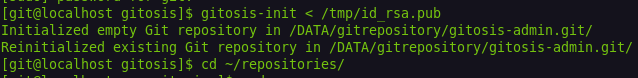 [git@localhost gitosis]$ gitosis-init < /tmp/id_rsa.pub
Initialized empty Git repository in /DATA/gitrepository/gitosis-admin.git/
Reinitialized existing Git repository in /DATA/gitrepository/gitosis-admin.git/
[git@localhost gitosis]$ cd ~/repositories/